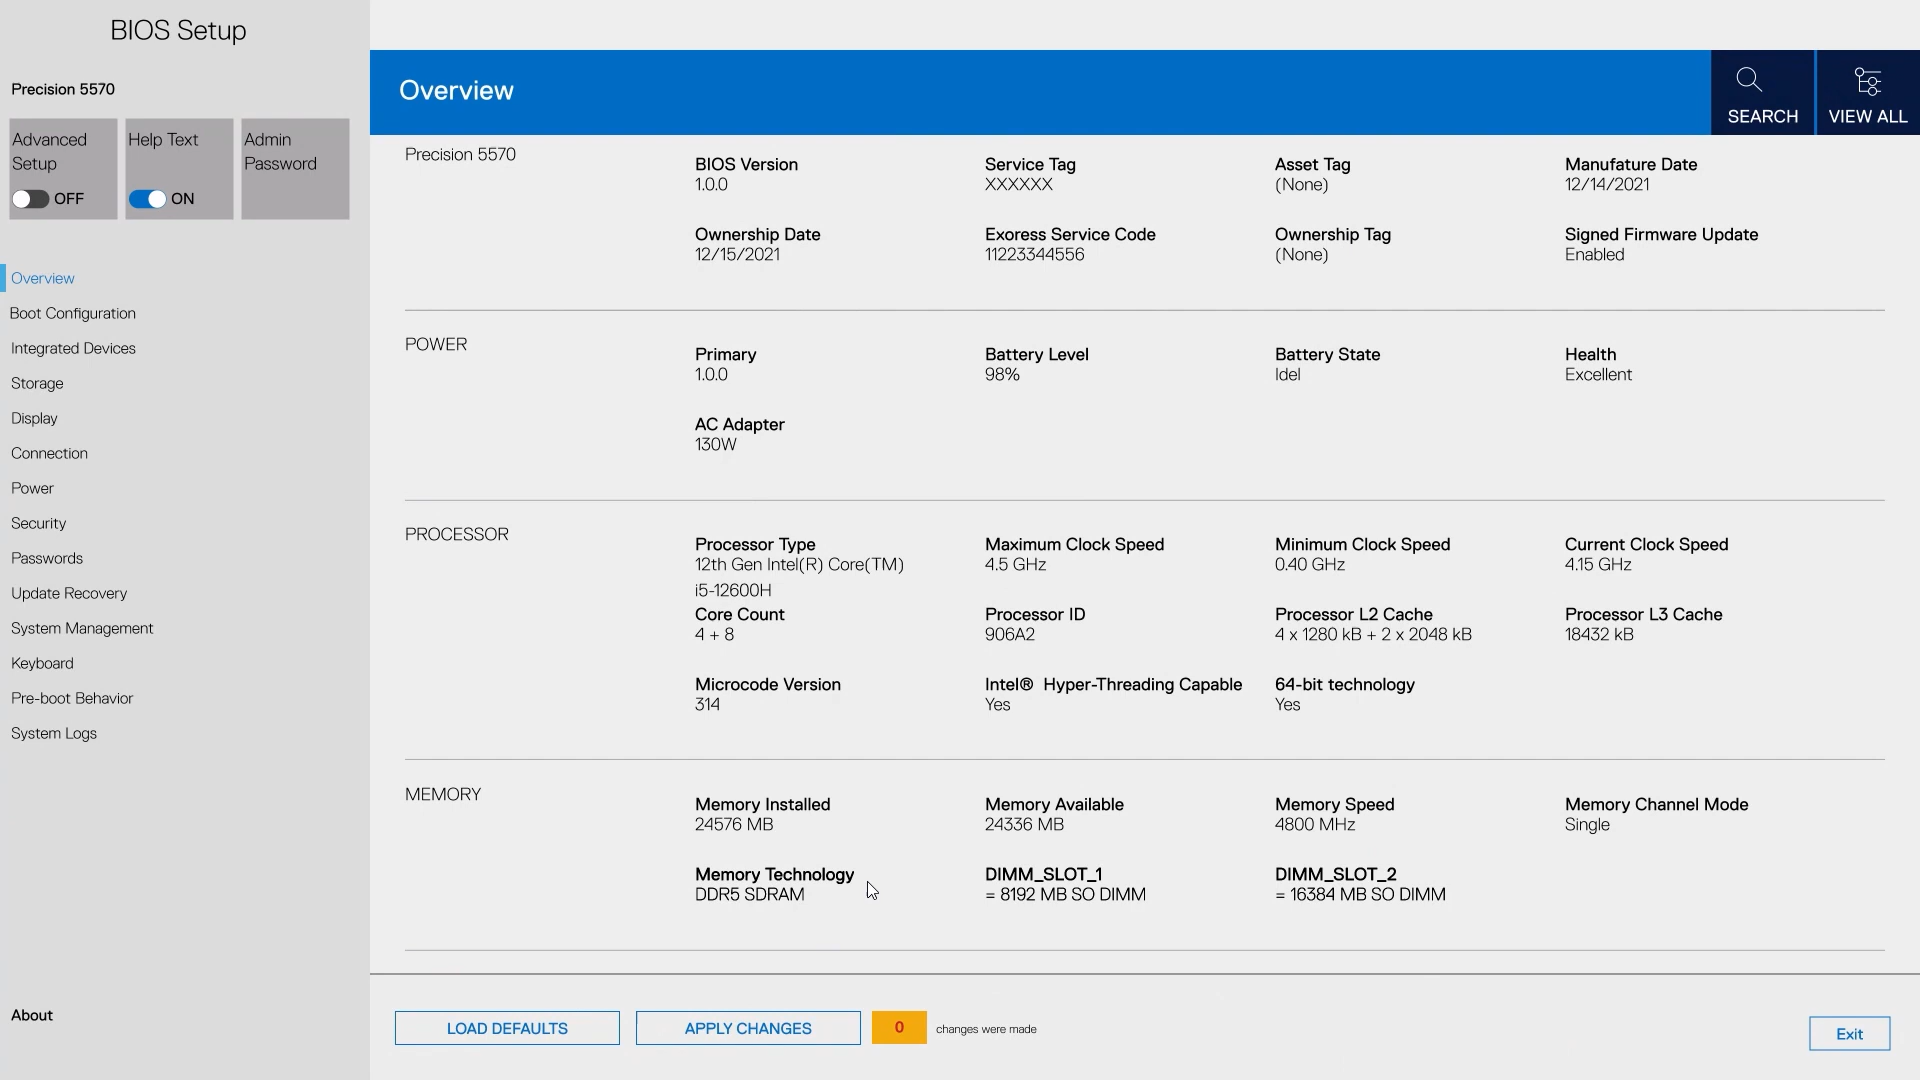 BIOS Setup
Precision 5570
Advanced Setup
OFF
Help Text
ON
Admin Password
Overview
Boot Configuration
Integrated Devices
Storage
Display
Connection
Power
Security
Passwords
Update Recovery
System Management
Keyboard
Pre-boot Behavior
System Logs
About
Overview
SEARCH
VIEW ALL
Precision 5570
BIOS Version
1.0.0
Service Tag
XXXXXX
Asset Tag
(None)
Manufature Date
12/14/2021
Ownership Date
12/15/2021
Exoress Service Code
11223344556
Ownership Tag
(None)
Signed Firmware Update
Enabled
POWER
Primary
1.0.0
Battery Level
98%
Battery State
Idel
Health
Excellent
AC Adapter
130W
PROCESSOR
Processor Type
12th Gen Intel(R) Core(TM)
i5-12600H
Maximum Clock Speed
4.5 GHz
Minimum Clock Speed
0.40 GHz
Current Clock Speed
4.15 GHz
Core Count
4 + 8
Processor ID
906A2
Processor L2 Cache
4 x 1280 kB + 2 x 2048 kB
Processor L3 Cache
18432 kB
Microcode Version
314
Intel® Hyper-Threading Capable
Yes
64-bit technology
Yes
MEMORY
Memory Installed
24576 MB
Memory Available
24336 MB
Memory Speed
4800 MHz
Memory Channel Mode
Single
Memory Technology
DDR5 SDRAM
DIMM_SLOT_1
= 8192 MB SO DIMM
DIMM_SLOT_2
= 16384 MB SO DIMM
LOAD DEFAULTS
APPLY CHANGES
0
changes were made
Exit